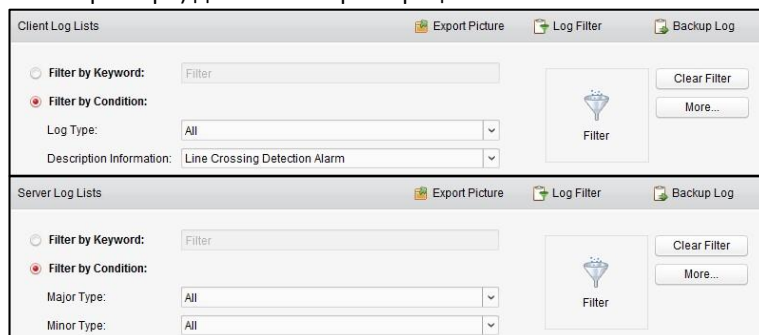 Client Log Lists Export Picture Log Filter Backup Log
Filter by Keyword: Filter
Clear Filter
Filter by Condition:
More...
Log Type: All
Filter
Description Information: Line Crossing Detection Alarm
Server Log Lists Export Picture Log Filter Backup Log
Filter by Keyword: Filter
Clear Filter
Filter by Condition:
More...
Major Type: All
Filter
Minor Type: All